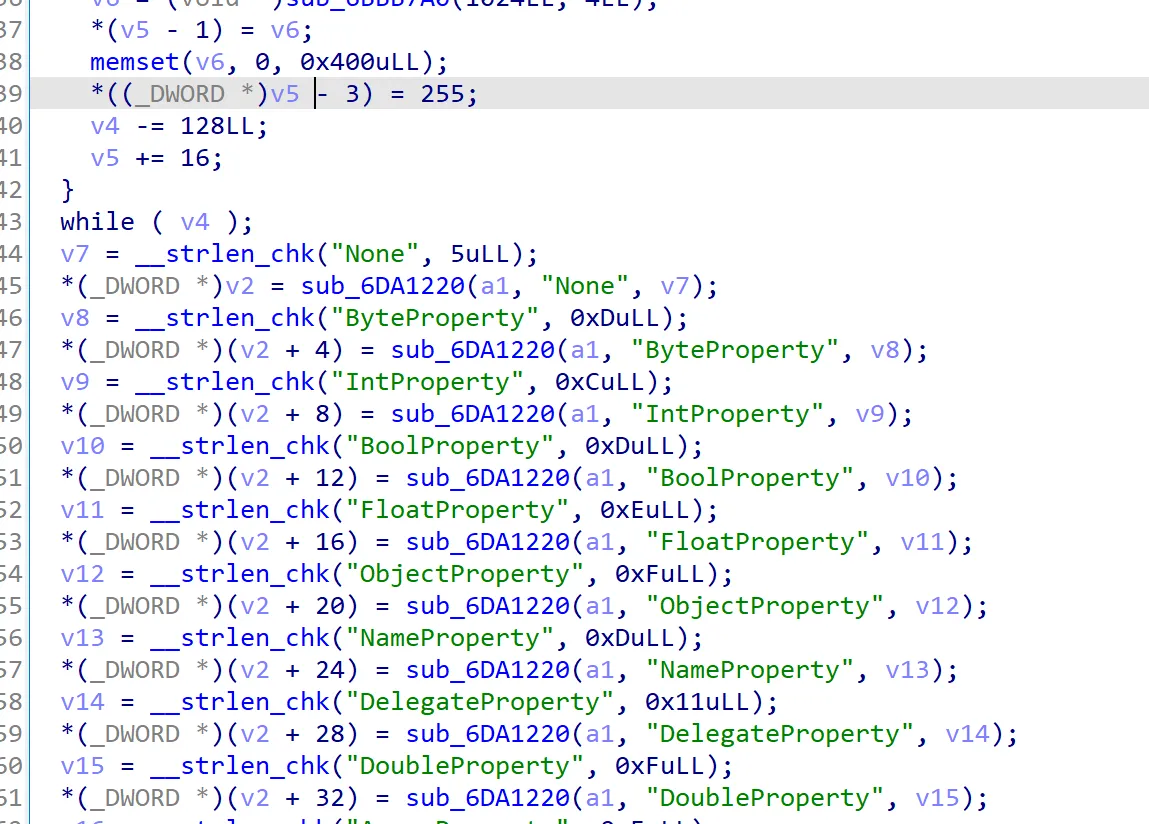 37 *(v5 - 1) = v6;
38 memset(v6, 0, 0x400uLL);
39 *((_DWORD *)v5 - 3) = 255;
40 v4 -= 128LL;
41 v5 += 16;
42 }
43 while ( v4 );
44 v7 = __strlen_chk("None", 5uLL);
45 *(_DWORD *)v2 = sub_6DA1220(a1, "None", v7);
46 v8 = __strlen_chk("ByteProperty", 0xDuLL);
47 *(_DWORD *)(v2 + 4) = sub_6DA1220(a1, "ByteProperty", v8);
48 v9 = __strlen_chk("IntProperty", 0xCuLL);
49 *(_DWORD *)(v2 + 8) = sub_6DA1220(a1, "IntProperty", v9);
50 v10 = __strlen_chk("BoolProperty", 0xDuLL);
51 *(_DWORD *)(v2 + 12) = sub_6DA1220(a1, "BoolProperty", v10);
52 v11 = __strlen_chk("FloatProperty", 0xEuLL);
53 *(_DWORD *)(v2 + 16) = sub_6DA1220(a1, "FloatProperty", v11);
54 v12 = __strlen_chk("ObjectProperty", 0xFuLL);
55 *(_DWORD *)(v2 + 20) = sub_6DA1220(a1, "ObjectProperty", v12);
56 v13 = __strlen_chk("NameProperty", 0xDuLL);
57 *(_DWORD *)(v2 + 24) = sub_6DA1220(a1, "NameProperty", v13);
58 v14 = __strlen_chk("DelegateProperty", 0x11uLL);
59 *(_DWORD *)(v2 + 28) = sub_6DA1220(a1, "DelegateProperty", v14);
60 v15 = __strlen_chk("DoubleProperty", 0xFuLL);
61 *(_DWORD *)(v2 + 32) = sub_6DA1220(a1, "DoubleProperty", v15);